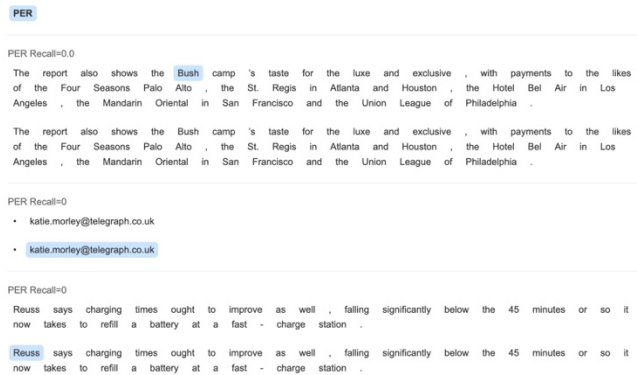 PER
PER Recall=0.0
The report also shows the Bush camp 's taste for the luxe and exclusive , with payments to the likes
of the Four Seasons Palo Alto , the St. Regis in Atlanta and Houston , the Hotel Bel Air in Los
Angeles , the Mandarin Oriental in San Francisco and the Union League of Philadelphia .
The report also shows the Bush camp 's taste for the luxe and exclusive , with payments to the likes
of the Four Seasons Palo Alto , the St. Regis in Atlanta and Houston , the Hotel Bel Air in Los
Angeles , the Mandarin Oriental in San Francisco and the Union League of Philadelphia .
PER Recall=0
• katie.morley@telegraph.co.uk
• katie.morley@telegraph.co.uk
PER Recall=0
Reuss says charging times ought to improve as well , falling significantly below the 45 minutes or so it
now takes to refill a battery at a fast - charge station .
Reuss says charging times ought to improve as well , falling significantly below the 45 minutes or so it
now takes to refill a battery at a fast - charge station .